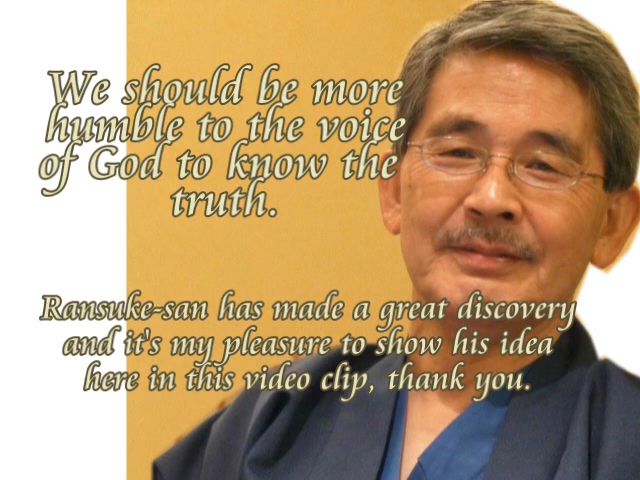 We should be more
humble to the voice
of God to know the
truth.
Ransuke-san has made a great discovery
and it's my pleasure to show his idea
here in this video clip, thank you.